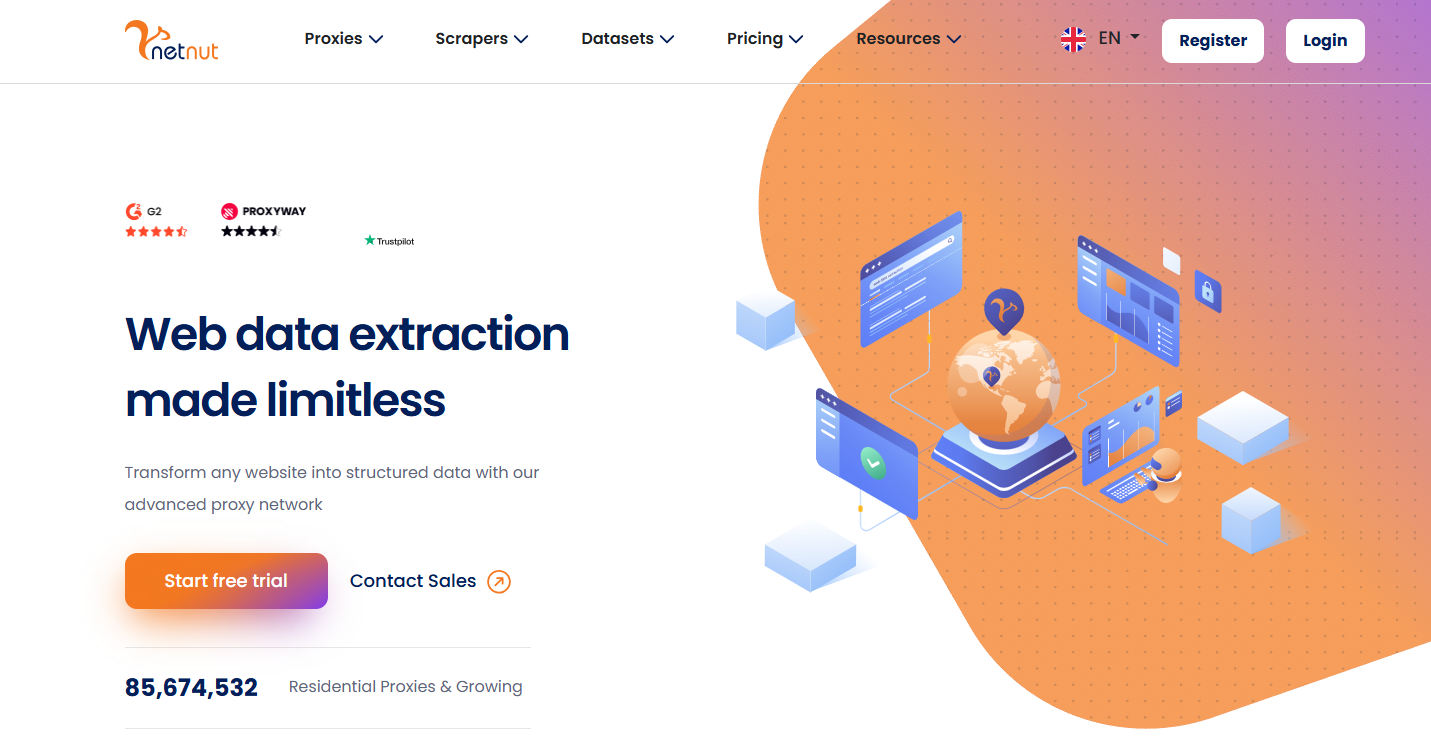 netnut
Proxies
Scrapers
Datasets
Pricing
Resources
EN
Register
Login
G2
PROXYWAY
Trustpilot
Web data extraction
made limitless
Transform any website into structured data with our
advanced proxy network
Start free trial
Contact Sales
85,674,532
Residential Proxies & Growing